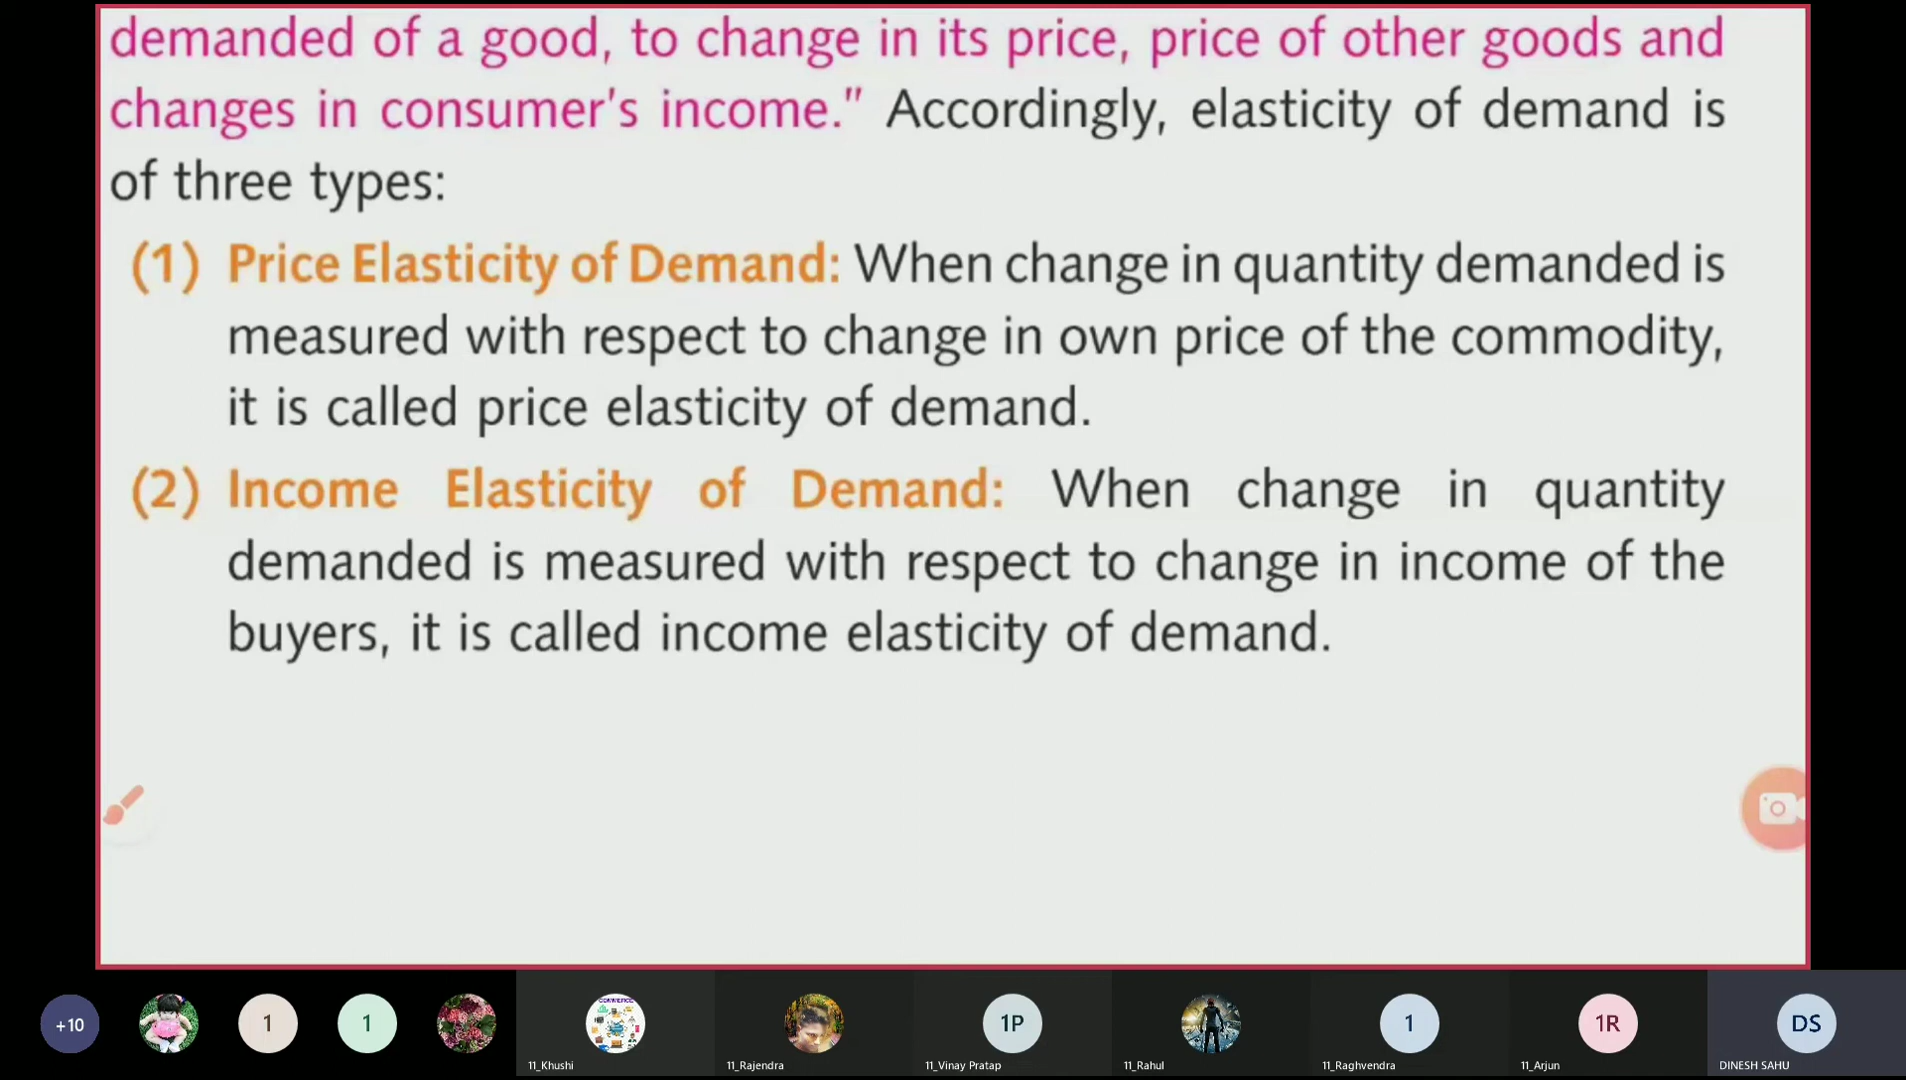 demanded of a good, to change in its price, price of other goods and
changes in consumer's income." Accordingly, elasticity of demand is
of three types:
(1) Price Elasticity of Demand: When change in quantity demanded is
measured with respect to change in own price of the commodity,
it is called price elasticity of demand.
(2) Income Elasticity of Demand: When change in quantity
demanded is measured with respect to change in income of the
buyers, it is called income elasticity of demand.
+10
1
1
COMMERCE
1P
1
1R
DS
11_Khushi
11_Rajendra
11_Vinay Pratap
11_Rahul
11_Raghvendra
11_Arjun
DINESH SAHU